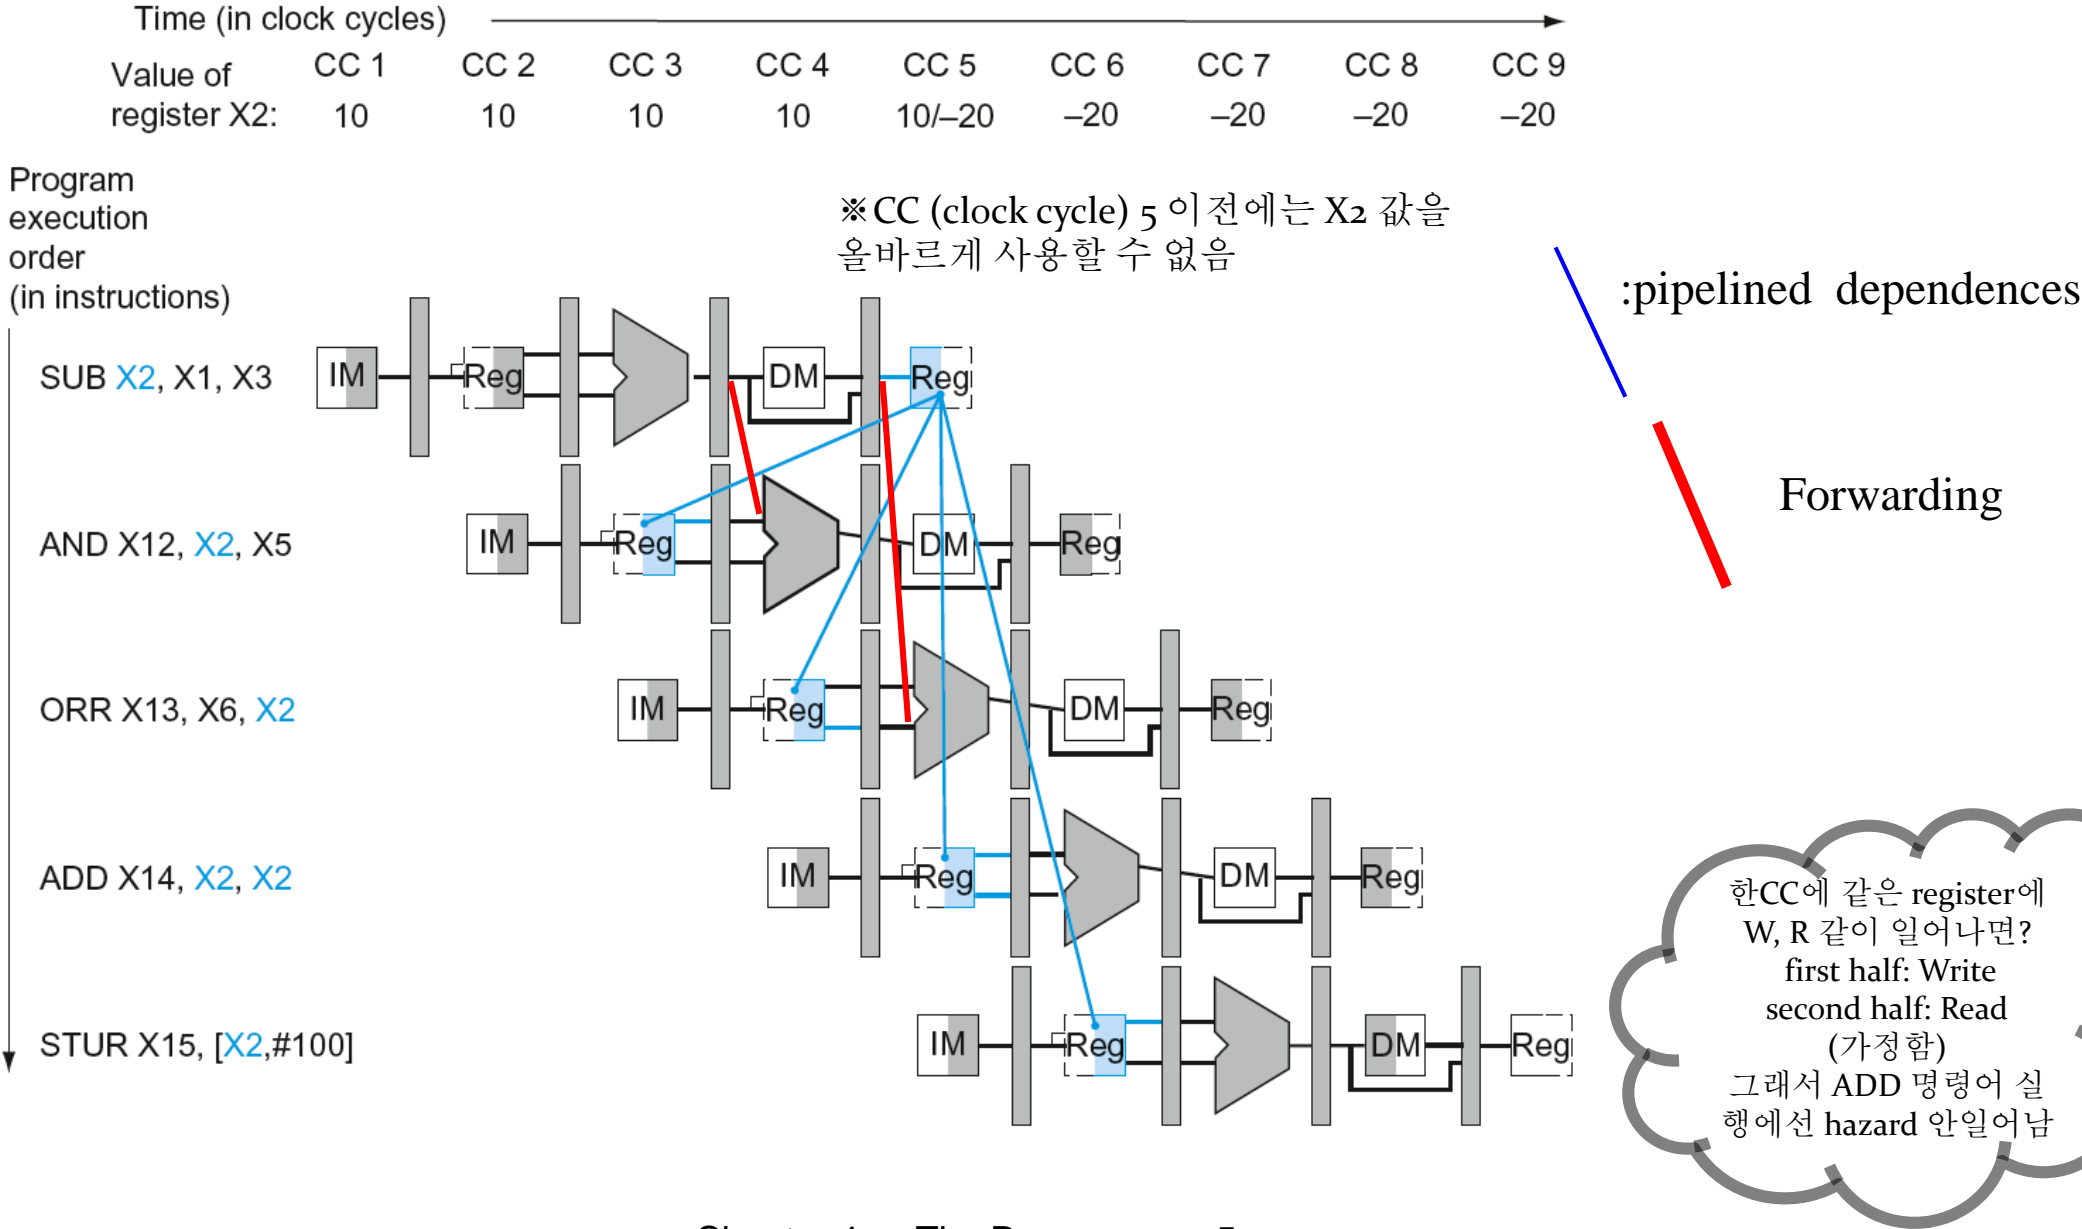 Time (in clock cycles)
CC 1 CC 2 CC 3 CC 4 CC 5 CC 6 CC 7 CC 8 CC 9
Value of
register X2: 10 10 10 10 10/–20 –20 –20 –20 –20
Program
execution
order
(in instructions)
※CC (clock cycle) 5 이전에는 X2 값을
올바르게 사용할 수 없음
:pipelined dependences
Forwarding
SUB X2, X1, X3 IM Reg DM Reg
AND X12, X2, X5 IM Reg DM Reg
ORR X13, X6, X2 IM Reg DM Reg
ADD X14, X2, X2 IM Reg DM Reg
STUR X15, [X2,#100] IM Reg DM Reg
한CC에 같은 register에
W, R 같이 일어나면?
first half: Write
second half: Read
(가정함)
그래서 ADD 명령어 실
행에선 hazard 안일어남